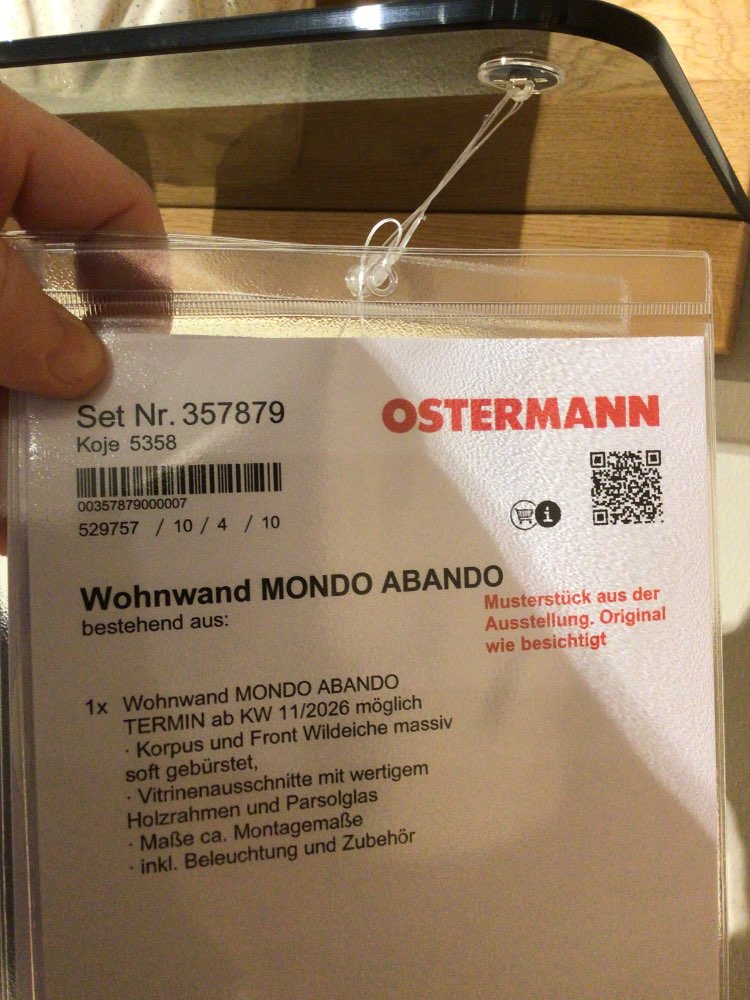 Set Nr. 357879
Koje 5358
OSTERMANN
00357879000007
529757 / 10 / 4 / 10
Wohnwand MONDO ABANDO
bestehend aus:
Musterstück aus der
Ausstellung. Original
wie besichtigt
1x Wohnwand MONDO ABANDO
TERMIN ab KW 11/2026 möglich
· Korpus und Front Wildeiche massiv
soft gebürstet,
· Vitrinenausschnitte mit wertigem
Holzrahmen und Parsolglas
· Maße ca. Montagemaße
· inkl. Beleuchtung und Zubehör